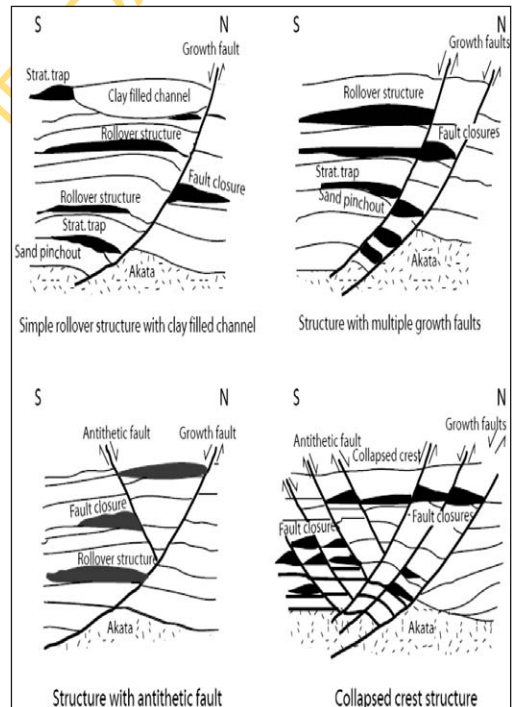 S N
Growth fault
Strat. trap
Clay filled channel
Rollover structure
Fault closure
Rollover structure
Strat. trap
Sand pinchout
Akata
Simple rollover structure with clay filled channel
S N
Growth faults
Rollover structure
Fault closures
Strat. trap
Sand pinchout
Akata
Structure with multiple growth faults
S N
Antithetic fault Growth fault
Fault closure
Rollover structure
Akata
Structure with antithetic fault
S N
Growth faults
Antithetic fault
Collapsed crest
Fault closure
Fault closures
Akata
Collapsed crest structure